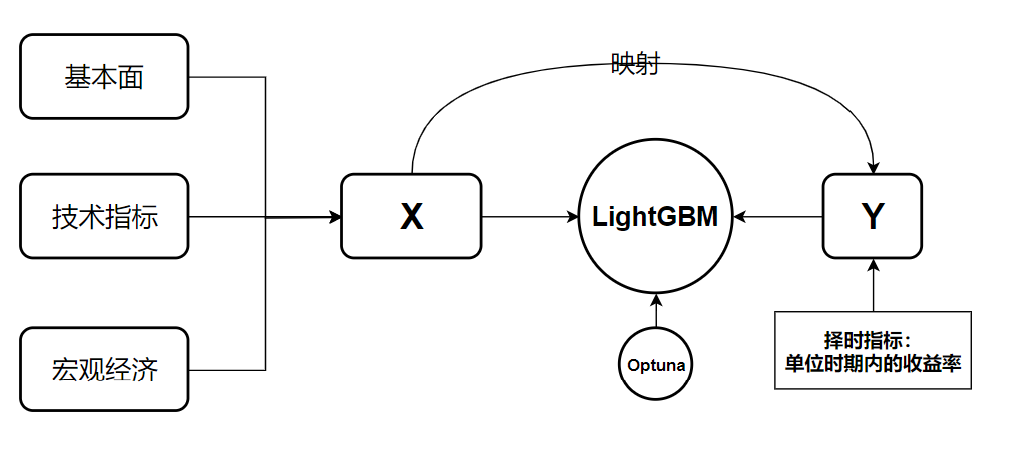 映射
基本面
技术指标
X
LightGBM
Y
宏观经济
Optuna
择时指标：
单位时期内的收益率